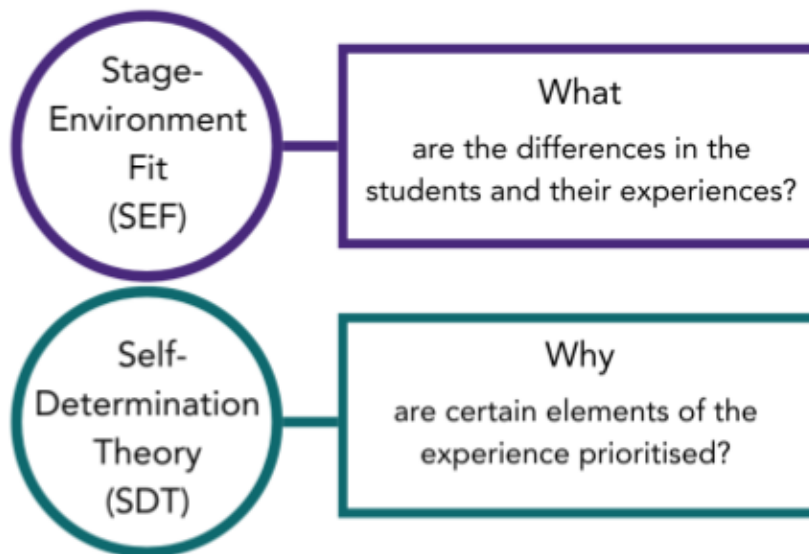 Stage-
Environment
Fit
(SEF)
What
are the differences in the
students and their experiences?
Self-
Determination
Theory
(SDT)
Why
are certain elements of the
experience prioritised?